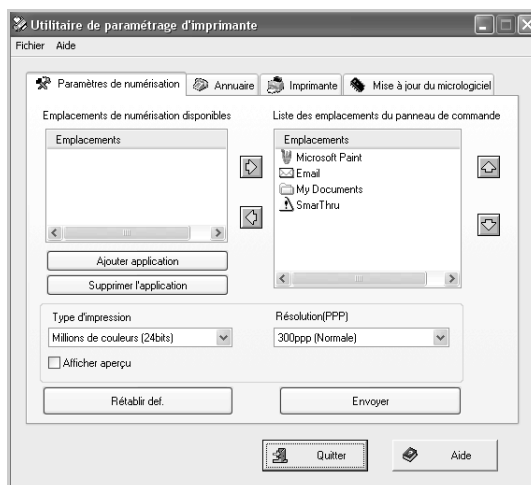 Utilitaire de paramétrage d'imprimante
Fichier Aide
Paramètres de numérisation Annuaire Imprimante Mise à jour du micrologiciel
Emplacements de numérisation disponibles
Liste des emplacements du panneau de commande
Emplacements
Emplacements
Microsoft Paint
Email
My Documents
SmarThru
Ajouter application
Supprimer l'application
Type d'impression
Résolution(PPP)
Millions de couleurs (24bits)
300ppp (Normale)
Afficher aperçu
Rétablir def.
Envoyer
Quitter
Aide